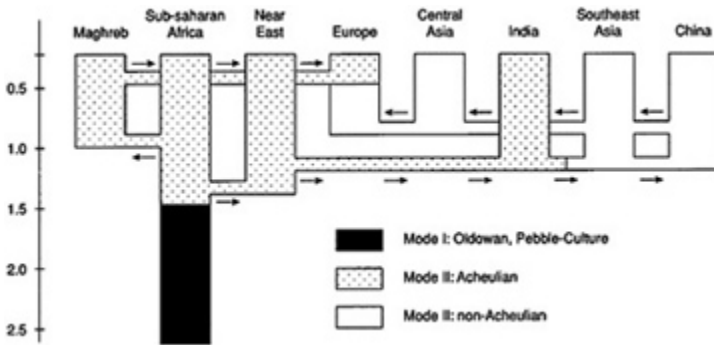 Maghreb
Sub-saharan
Africa
Near
East
Europe
Central
Asia
India
Southeast
Asia
China
0.5
1.0
1.5
2.0
2.5
Mode I: Oldowan, Pebble-Culture
Mode II: Acheulian
Mode II: non-Acheulian